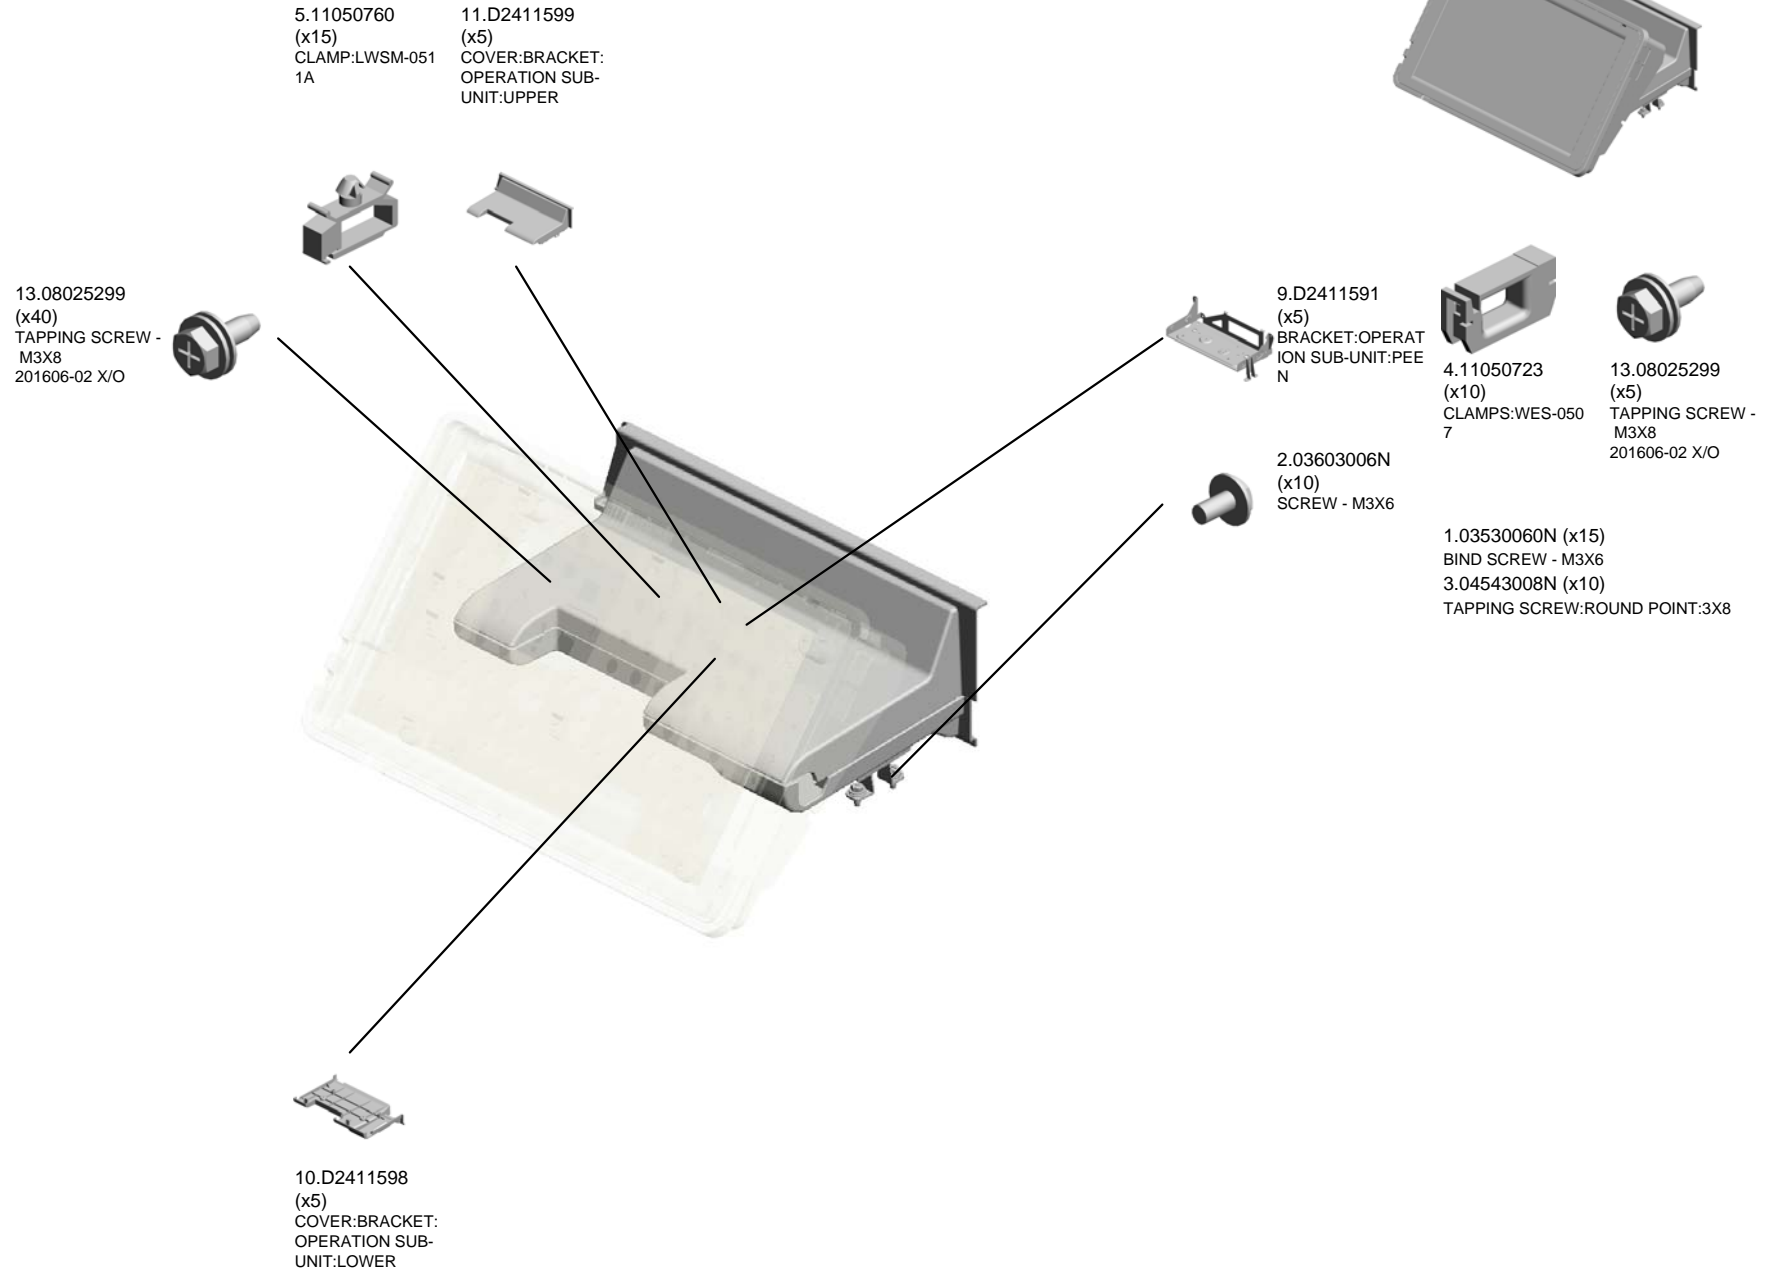 5.11050760
(x15)
CLAMP:LWSM-051
1A
11.D2411599
(x5)
COVER:BRACKET:
OPERATION SUB-
UNIT:UPPER
13.08025299
(x40)
TAPPING SCREW -
M3X8
201606-02 X/O
9.D2411591
(x5)
BRACKET:OPERAT
ION SUB-UNIT:PEE
N
4.11050723
(x10)
CLAMPS:WES-050
7
13.08025299
(x5)
TAPPING SCREW -
M3X8
201606-02 X/O
2.03603006N
(x10)
SCREW - M3X6
1.03530060N (x15)
BIND SCREW - M3X6
3.04543008N (x10)
TAPPING SCREW:ROUND POINT:3X8
10.D2411598
(x5)
COVER:BRACKET:
OPERATION SUB-
UNIT:LOWER